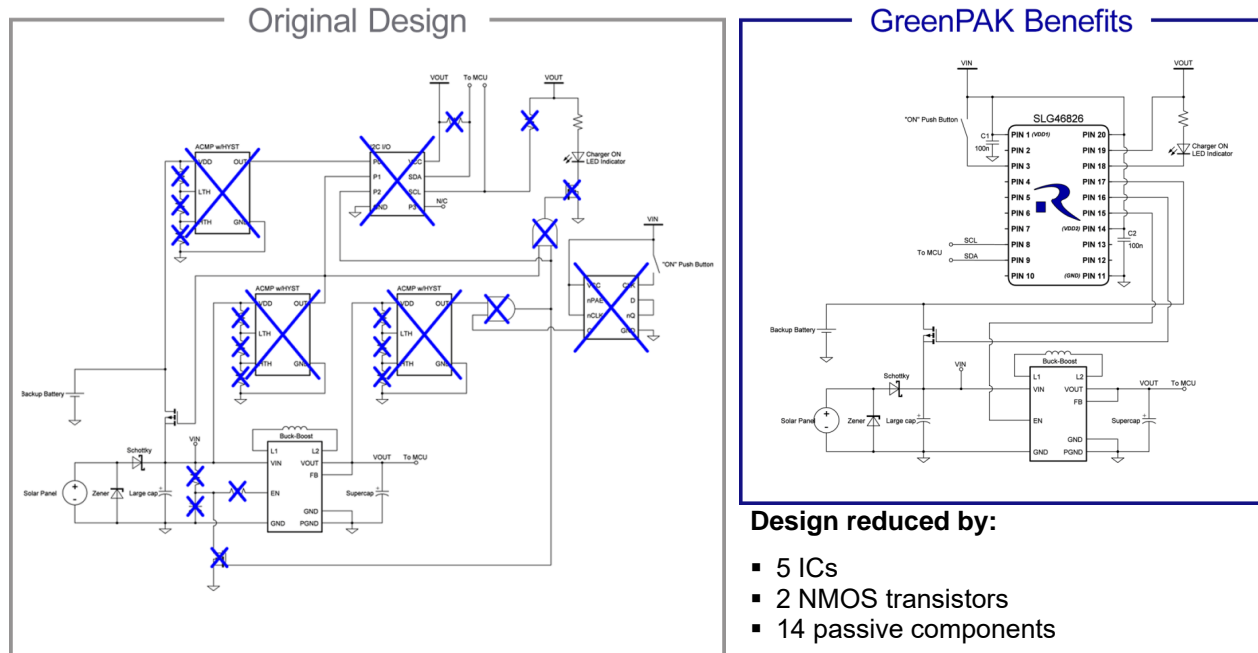 Original Design
VOUT
To MCU
VOUT
ACMP w/HYST
VDD
OUT
LTH
HTH
GND
I2C I/O
P0
VCC
P1
SDA
P2
SCL
GND
P3
N/C
Charger ON
LED Indicator
VIN
"ON" Push Button
VCC
CLK
nPAE
D
nCLK
nQ
Q
GND
ACMP w/HYST
VDD
OUT
LTH
HTH
GND
ACMP w/HYST
VDD
OUT
LTH
HTH
GND
Backup Battery
VIN
Schottky
Solar Panel
Zener
Large cap
+
Buck-Boost
L1
L2
VIN
VOUT
FB
EN
GND
GND
PGND
VOUT
To MCU
+
Supercap
GreenPAK Benefits
VIN
VOUT
"ON" Push Button
C1
100n
SLG46826
PIN 1 (VDD1)
PIN 20
PIN 2
PIN 19
PIN 3
PIN 18
PIN 4
PIN 17
PIN 5
PIN 16
PIN 6
PIN 15
PIN 7
(VDD2) PIN 14
PIN 8
PIN 13
PIN 9
PIN 12
PIN 10
(GND) PIN 11
R
Charger ON
LED Indicator
C2
100n
To MCU
SCL
SDA
Backup Battery
VIN
Schottky
Solar Panel
Zener
Large cap
+
Buck-Boost
L1
L2
VIN
VOUT
FB
EN
GND
GND
PGND
VOUT
To MCU
+
Supercap
Design reduced by:
▪ 5 ICs
▪ 2 NMOS transistors
▪ 14 passive components